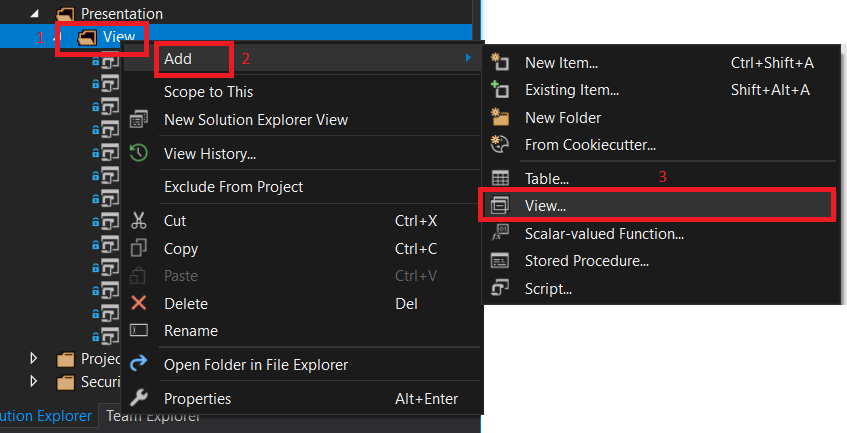 Presentation
1 View
Add 2
Scope to This
New Solution Explorer View
View History...
Exclude From Project
Cut Ctrl+X
Copy Ctrl+C
Paste Ctrl+V
Delete Del
Rename
Open Folder in File Explorer
Properties Alt+Enter
New Item... Ctrl+Shift+A
Existing Item... Shift+Alt+A
New Folder
From Cookiecutter...
Table... 3
View...
Scalar-valued Function...
Stored Procedure...
Script...
Projec
Securi
ution Explorer Team Explorer